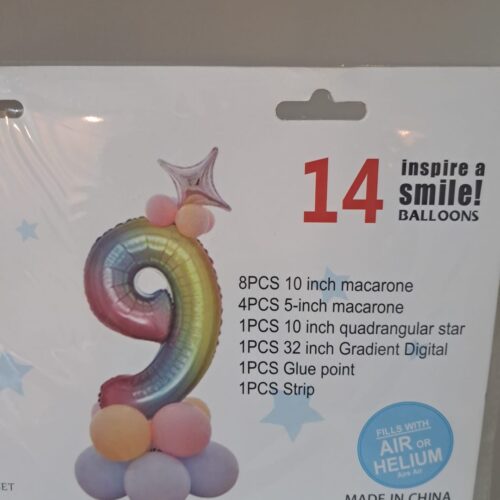 14
inspire a
smile!
BALLOONS
8PCS 10 inch macarone
4PCS 5-inch macarone
1PCS 10 inch quadrangular star
1PCS 32 inch Gradient Digital
1PCS Glue point
1PCS Strip
FILLS WITH
AIR OR
HELIUM
SET
MADE IN CHINA